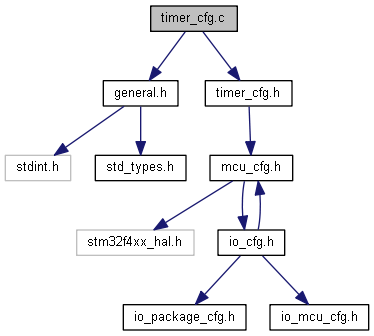 timer_cfg.c
general.h
timer_cfg.h
stdint.h
std_types.h
mcu_cfg.h
stm32f4xx_hal.h
io_cfg.h
io_package_cfg.h
io_mcu_cfg.h